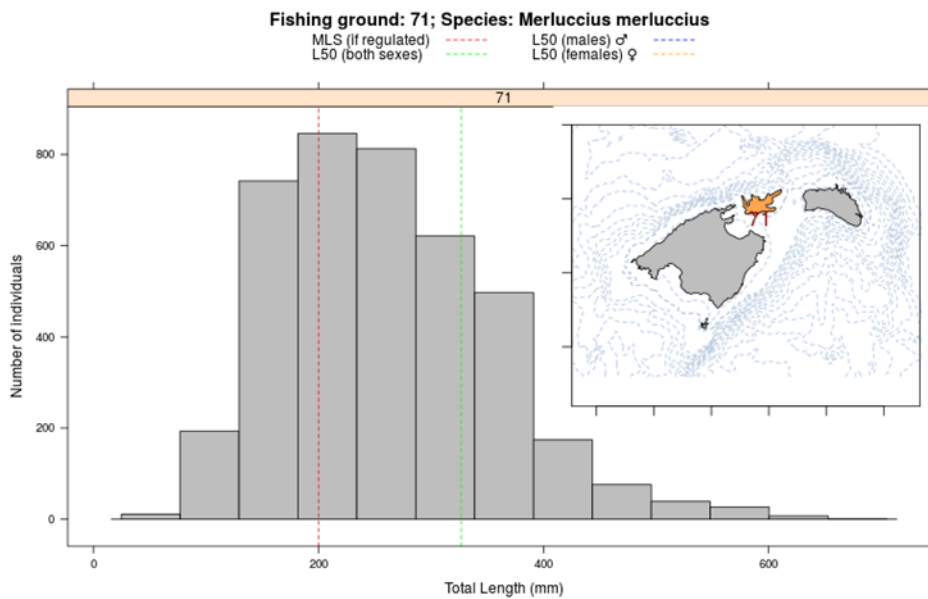 Fishing ground: 71; Species: Merluccius merluccius
MLS (if regulated) L50 (males) ♂
L50 (both sexes) L50 (females) ♀
71
800
600
400
200
0
Number of individuals
0 200 400 600
Total Length (mm)